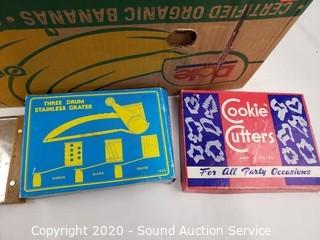 CERTIFIED ORGANIC BANANAS
Dole
THREE DRUM
STAINLESS GRATER
Cookie
Cutters
For All Party Occasions
Copyright 2020 - Sound Auction Service